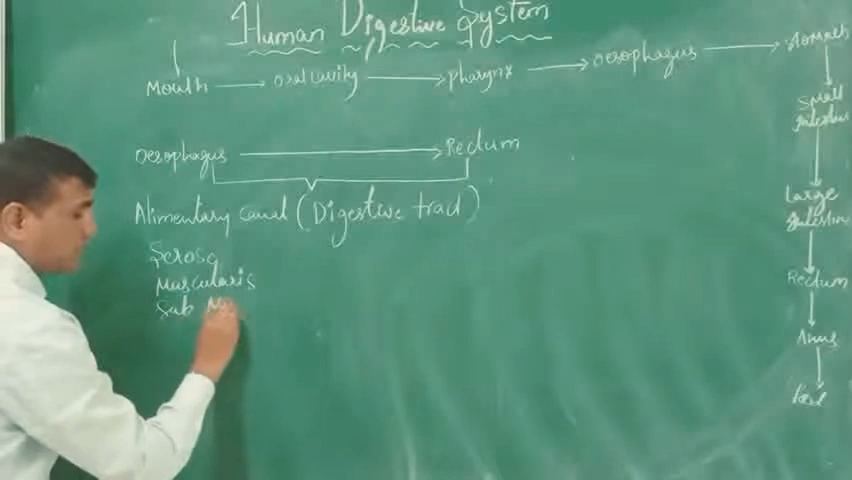 Human Digestive System
Mouth → oral cavity → pharynx → oesophagus → stomach
Small
Intestine
Oesophagus → Rectum
Large
Intestine
Alimentary canal (Digestive tract)
Serosa
Muscularis
Rectum
Sub
Anus